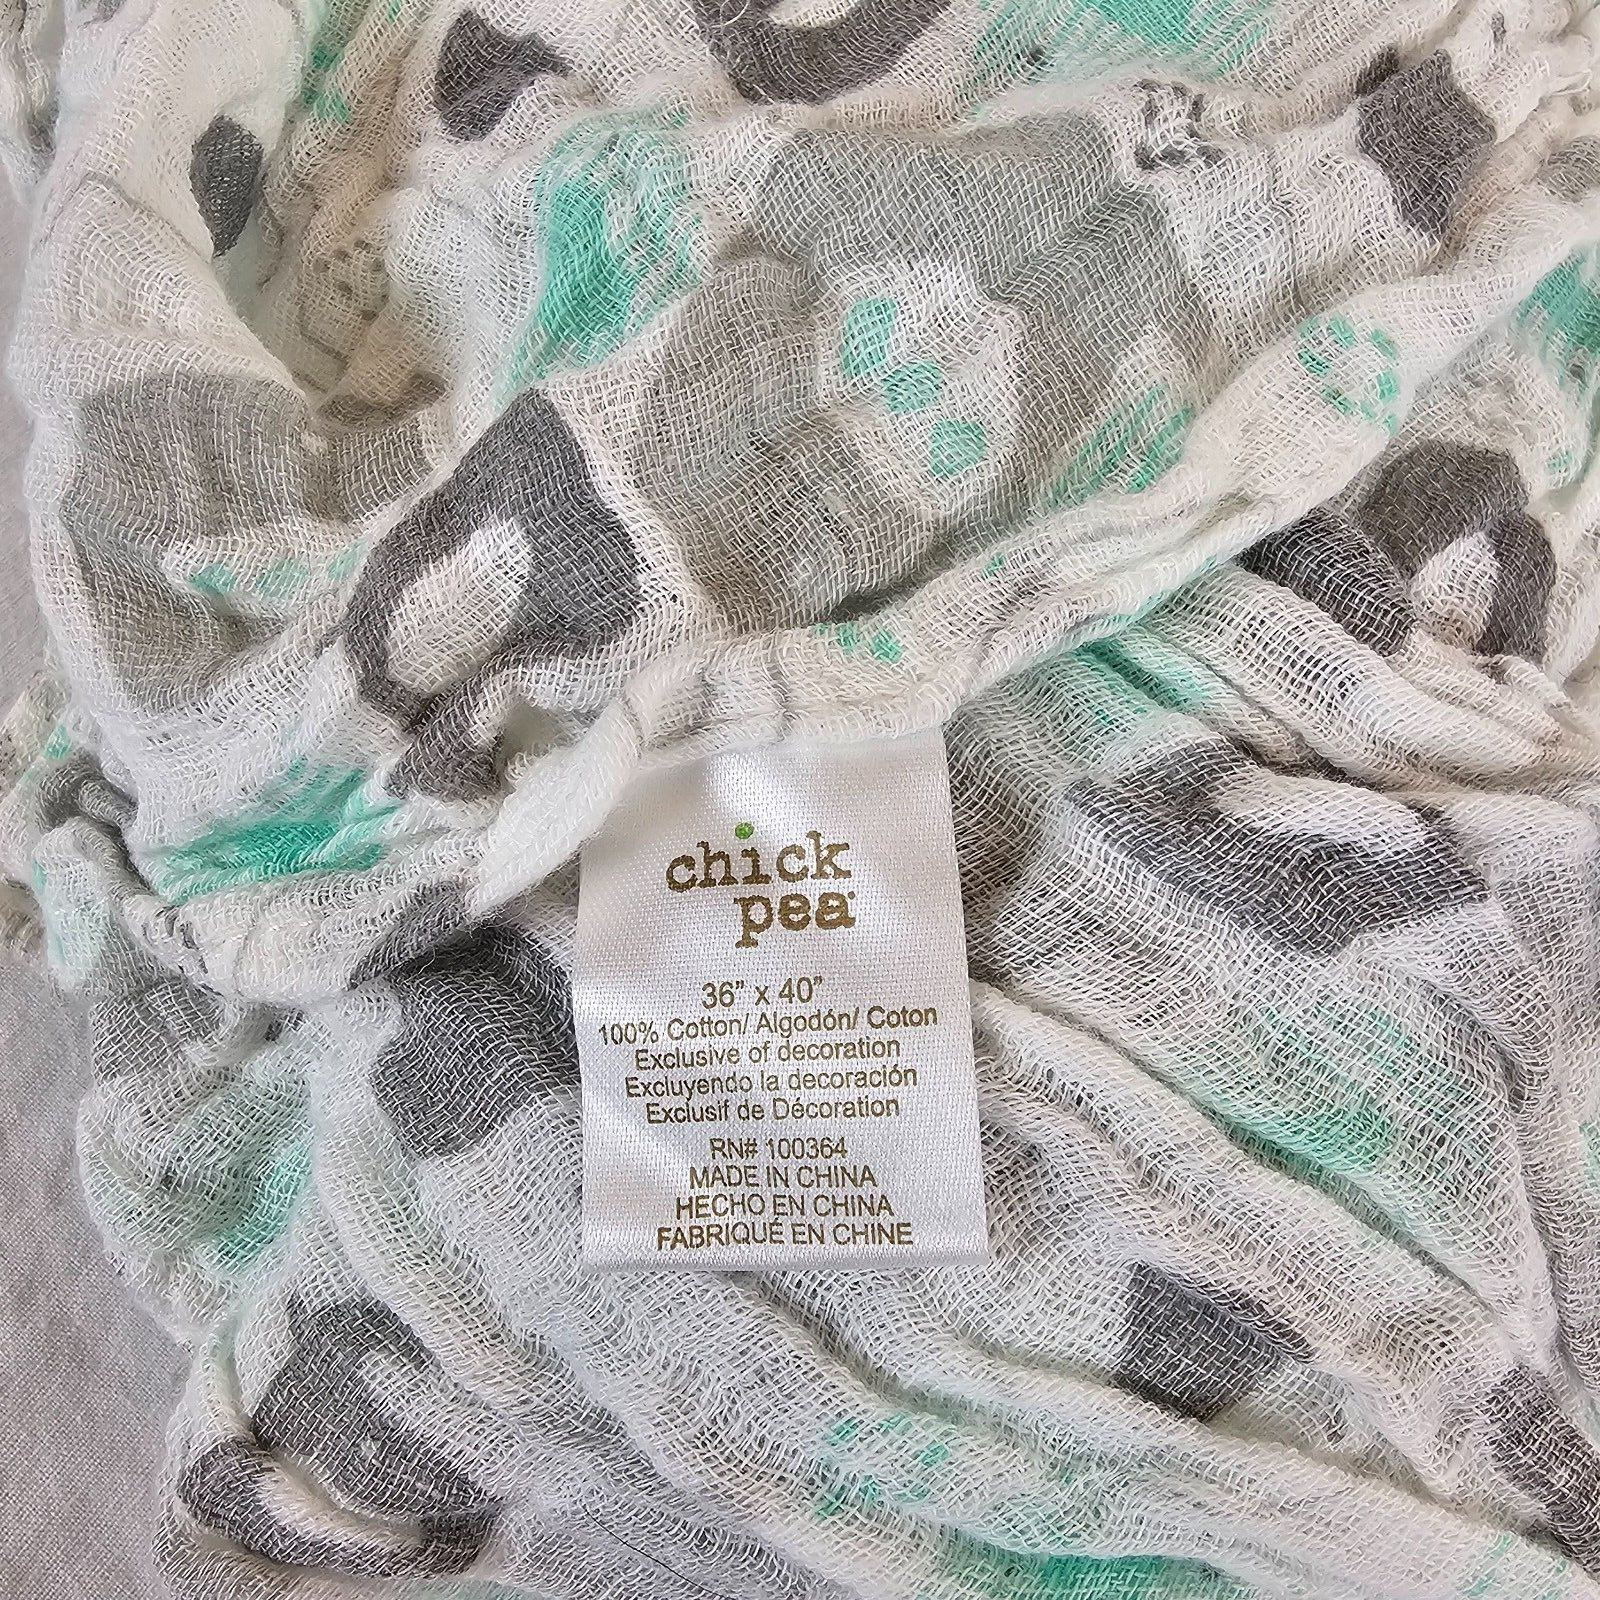 chick
pea
36" x 40"
100% Cotton/ Algodón/ Coton
Exclusive of decoration
Excluyendo la decoración
Exclusif de Décoration
RN# 100364
MADE IN CHINA
HECHO EN CHINA
FABRIQUÉ EN CHINE